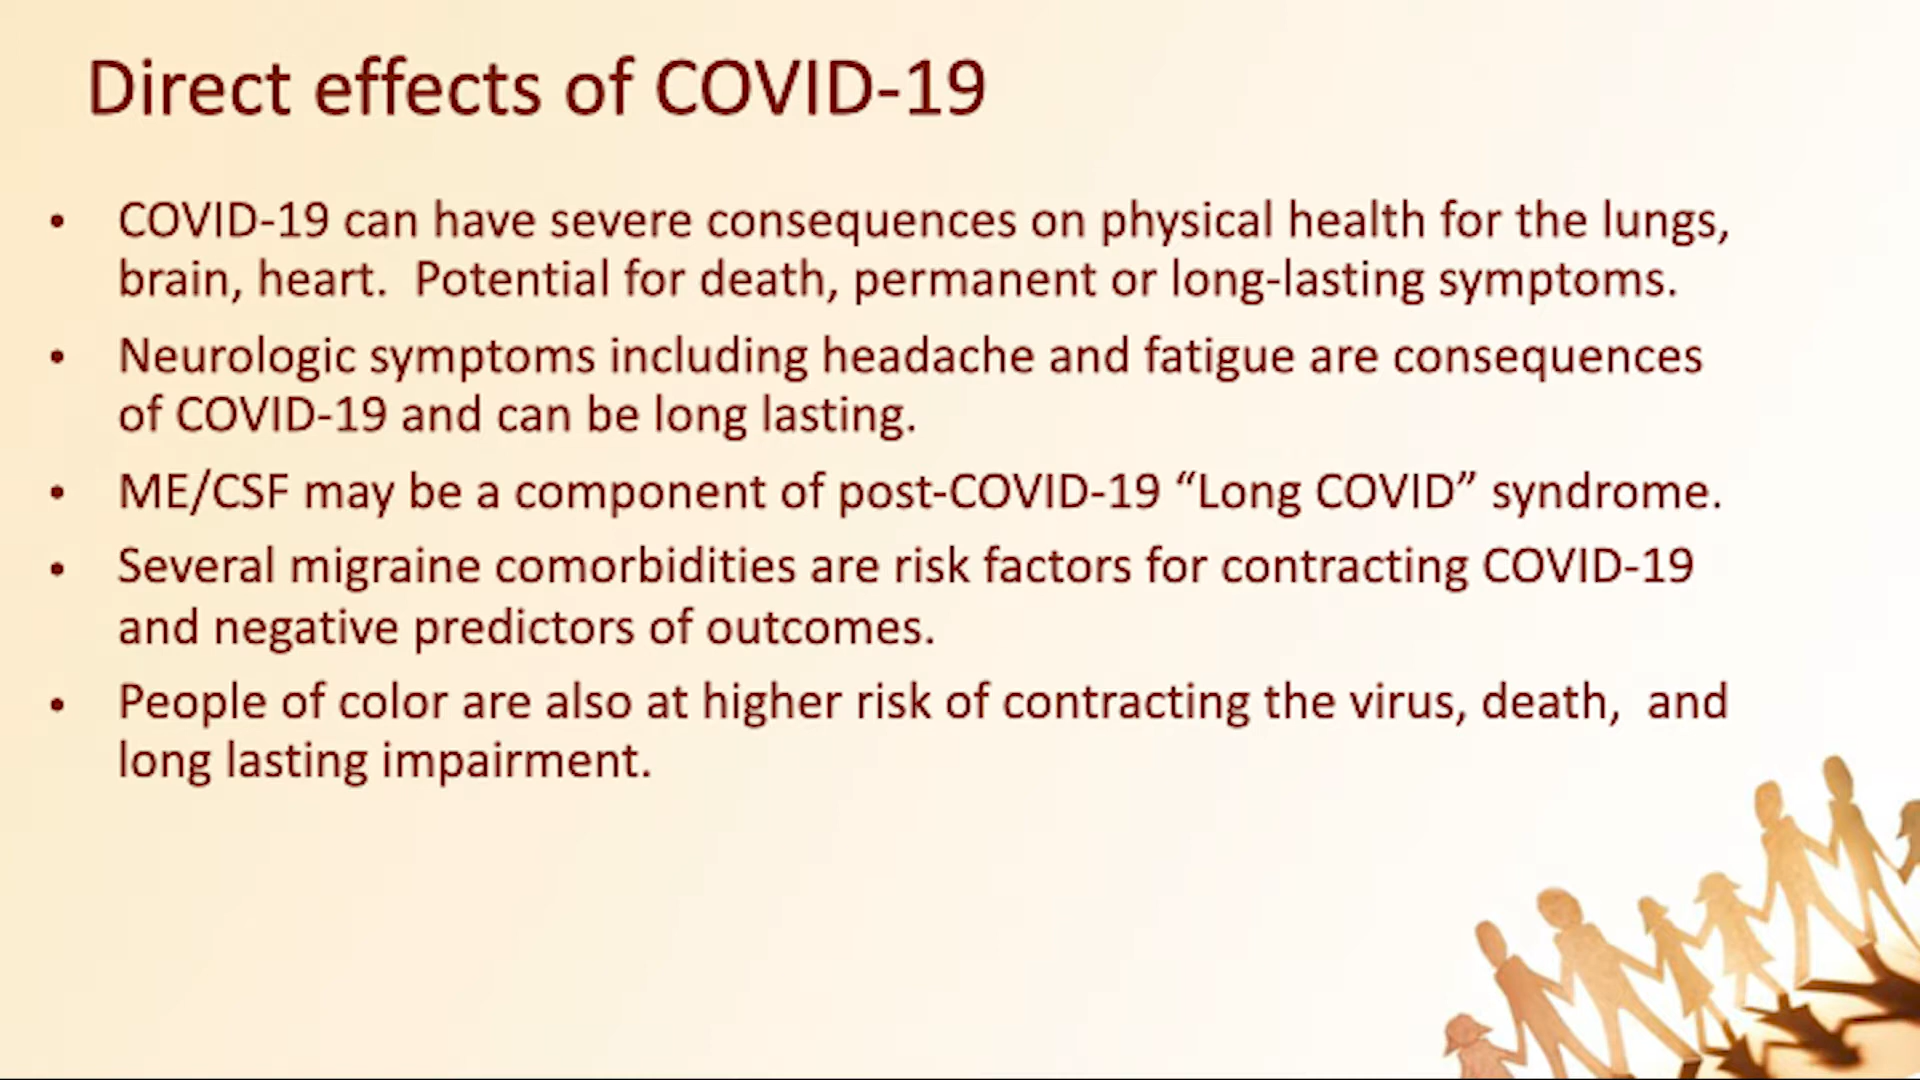 Direct effects of COVID-19
• COVID-19 can have severe consequences on physical health for the lungs,
brain, heart.  Potential for death, permanent or long-lasting symptoms.
• Neurologic symptoms including headache and fatigue are consequences
of COVID-19 and can be long lasting.
• ME/CSF may be a component of post-COVID-19 “Long COVID” syndrome.
• Several migraine comorbidities are risk factors for contracting COVID-19
and negative predictors of outcomes.
• People of color are also at higher risk of contracting the virus, death,  and
long lasting impairment.